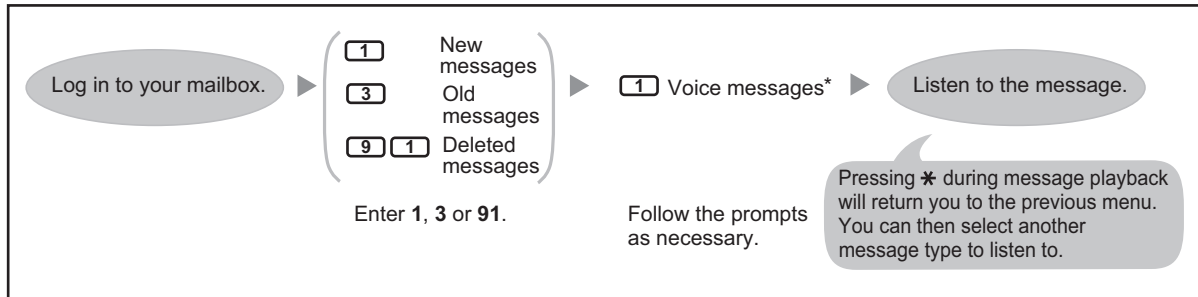 Log in to your mailbox.
1 New
messages
3 Old
messages
9 1 Deleted
messages
Enter 1, 3 or 91.
1 Voice messages*
Follow the prompts
as necessary.
Listen to the message.
Pressing * during message playback
will return you to the previous menu.
You can then select another
message type to listen to.